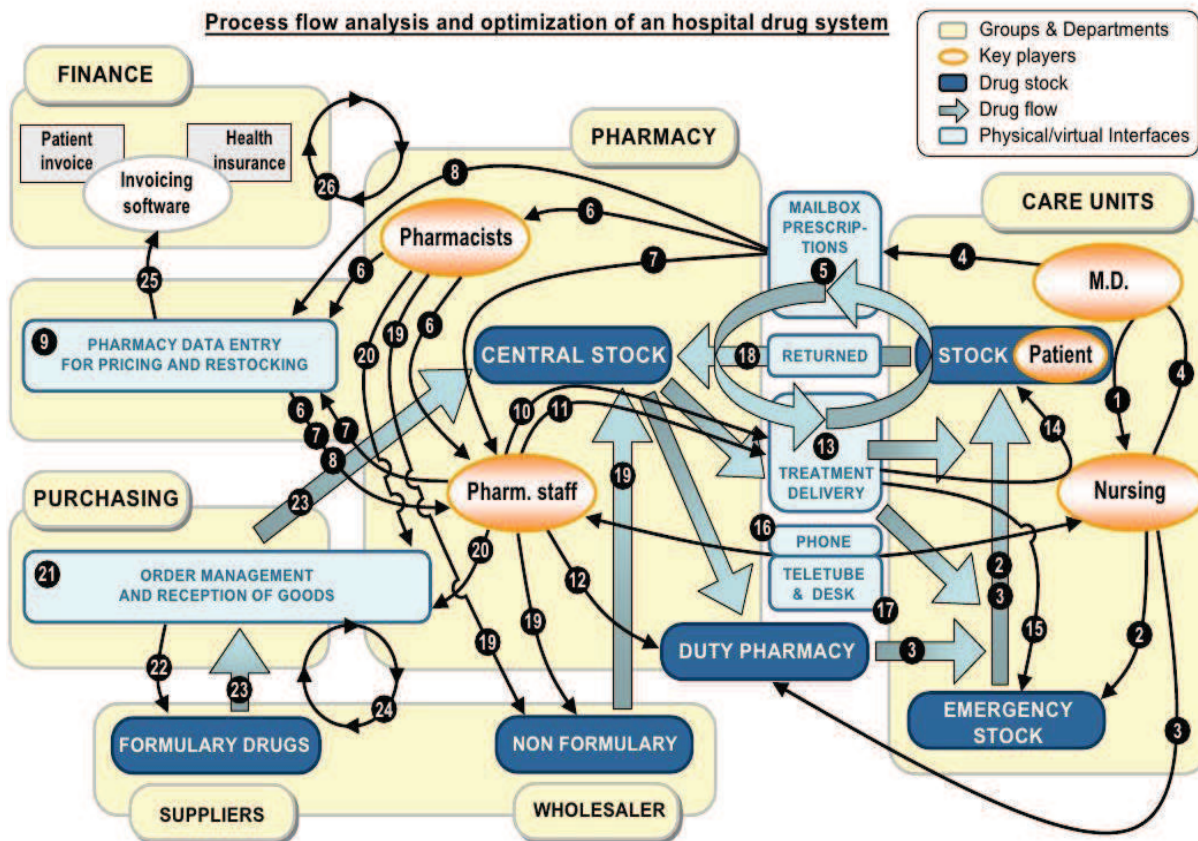 Process flow analysis and optimization of an hospital drug system
Groups & Departments
Key players
Drug stock
Drug flow
Physical/virtual Interfaces
FINANCE
Patient
invoice
Health
insurance
Invoicing
software
26
25
PHARMACY
8
6
Pharmacists
7
6
19
20
6
MAILBOX
PRESCRIP-
TIONS
5
4
CARE UNITS
M.D.
9
PHARMACY DATA ENTRY
FOR PRICING AND RESTOCKING
CENTRAL STOCK
18
RETURNED
STOCK
Patient
1
4
6
7
7
8
10
11
13
TREATMENT
DELIVERY
14
PURCHASING
23
Pharm. staff
19
Nursing
16
PHONE
TELETUBE
& DESK
17
21
ORDER MANAGEMENT
AND RECEPTION OF GOODS
20
12
19
19
2
3
15
2
22
23
24
DUTY PHARMACY
3
3
FORMULARY DRUGS
NON FORMULARY
EMERGENCY
STOCK
SUPPLIERS
WHOLESALER